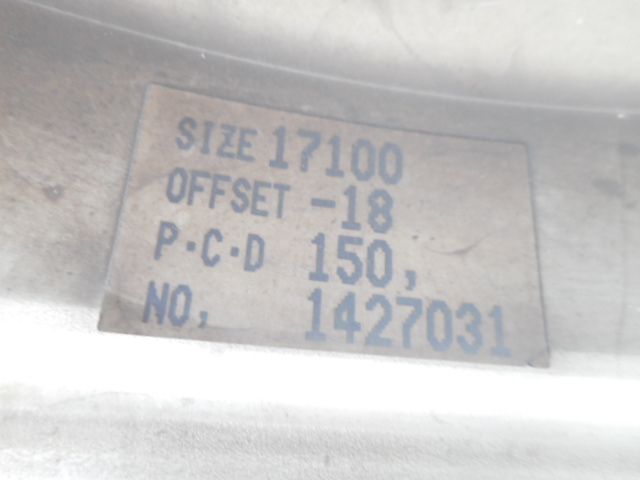 SIZE 17100
OFFSET -18
P·C·D 150,
NO, 1427031